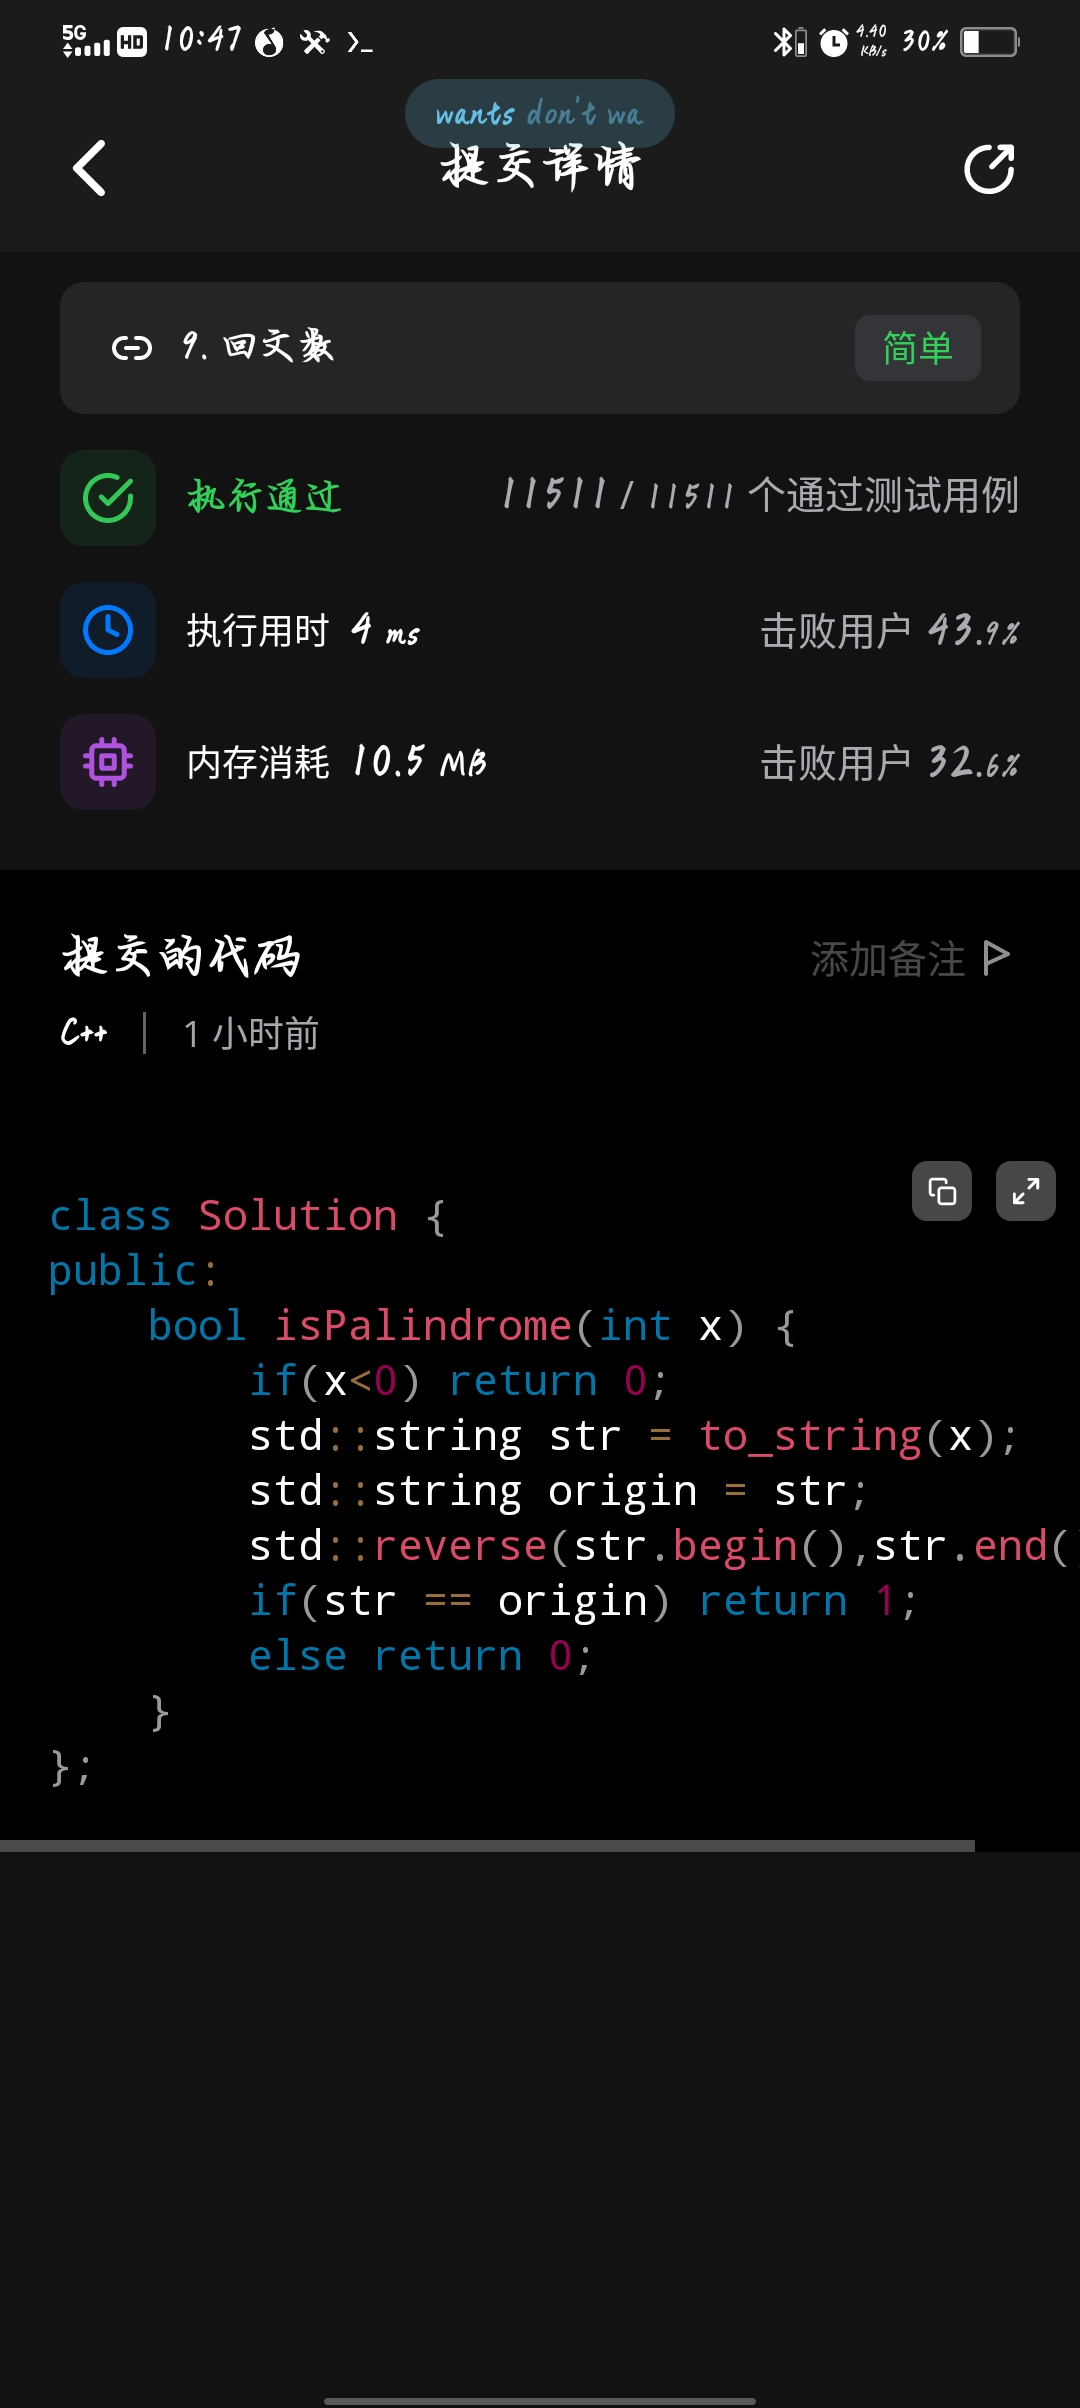 5G HD 10:47 4.40 KB/s 30%
wants don't wa
提交详情
9. 回文数 简单
执行通过 11511 / 11511 个通过测试用例
执行用时 4 ms 击败用户 43.9%
内存消耗 10.5 MB 击败用户 32.6%
提交的代码 添加备注
C++ 1 小时前
class Solution {
public:
    bool isPalindrome(int x) {
        if(x<0) return 0;
        std::string str = to_string(x);
        std::string origin = str;
        std::reverse(str.begin(),str.end(
        if(str == origin) return 1;
        else return 0;
    }
};